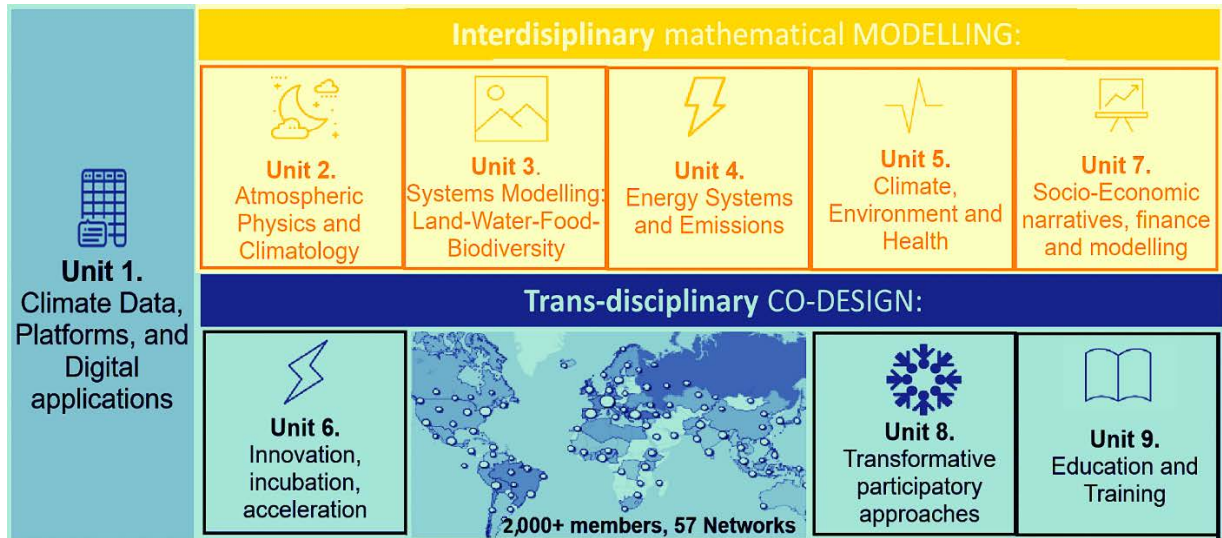 Unit 1.
Climate Data,
Platforms, and
Digital
applications
Interdisiplinary mathematical MODELLING:
Unit 2.
Atmospheric
Physics and
Climatology
Unit 3.
Systems Modelling:
Land-Water-Food-
Biodiversity
Unit 4.
Energy Systems
and Emissions
Unit 5.
Climate,
Environment and
Health
Unit 7.
Socio-Economic
narratives, finance
and modelling
Trans-disciplinary CO-DESIGN:
Unit 6.
Innovation,
incubation,
acceleration
2,000+ members, 57 Networks
Unit 8.
Transformative
participatory
approaches
Unit 9.
Education and
Training